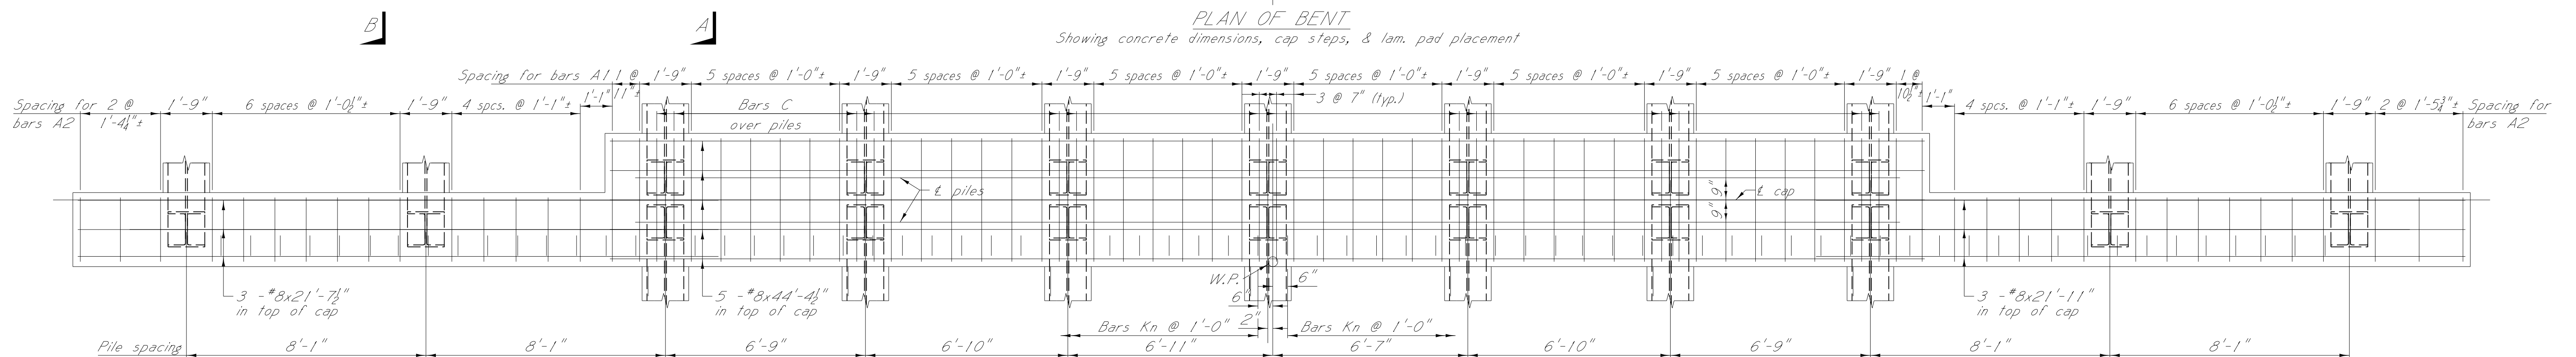 PLAN OF BENT
Showing concrete dimensions, cap steps, & lam. pad placement
B
A
Spacing for bars A1 1 @ 11"± 1'-9" 5 spaces @ 1'-0"± 1'-9" 5 spaces @ 1'-0"± 1'-9" 5 spaces @ 1'-0"± 1'-9" 5 spaces @ 1'-0"± 1'-9" 5 spaces @ 1'-0"± 1'-9" 5 spaces @ 1'-0"± 1'-9" 1 @ 10½"±
Spacing for bars A2 2 @ 1'-4¼"± 1'-9" 6 spaces @ 1'-0½"± 1'-9" 4 spcs. @ 1'-1"± 1'-1"
Bars C over piles
3 @ 7" (typ.)
1'-1" 4 spcs. @ 1'-1"± 1'-9" 6 spaces @ 1'-0½"± 1'-9" 2 @ 1'-5¾"± Spacing for bars A2
℄ piles
9"
9"
℄ cap
W.P.
6"
6"
2"
3 -#8x21'-7½"
in top of cap
5 -#8x44'-4½"
in top of cap
3 -#8x21'-11"
in top of cap
Bars Kn @ 1'-0"
Bars Kn @ 1'-0"
Pile spacing 8'-1" 8'-1" 6'-9" 6'-10" 6'-11" 6'-7" 6'-10" 6'-9" 8'-1" 8'-1"